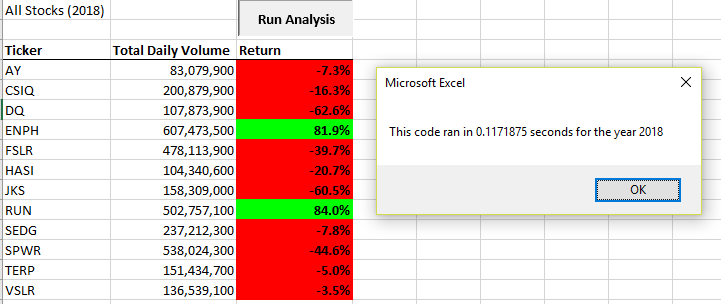 All Stocks (2018)
Run Analysis
Ticker Total Daily Volume Return
AY 83,079,900 -7.3%
CSIQ 200,879,900 -16.3%
DQ 107,873,900 -62.6%
ENPH 607,473,500 81.9%
FSLR 478,113,900 -39.7%
HASI 104,340,600 -20.7%
JKS 158,309,000 -60.5%
RUN 502,757,100 84.0%
SEDG 237,212,300 -7.8%
SPWR 538,024,300 -44.6%
TERP 151,434,700 -5.0%
VSLR 136,539,100 -3.5%
Microsoft Excel
This code ran in 0.1171875 seconds for the year 2018
OK